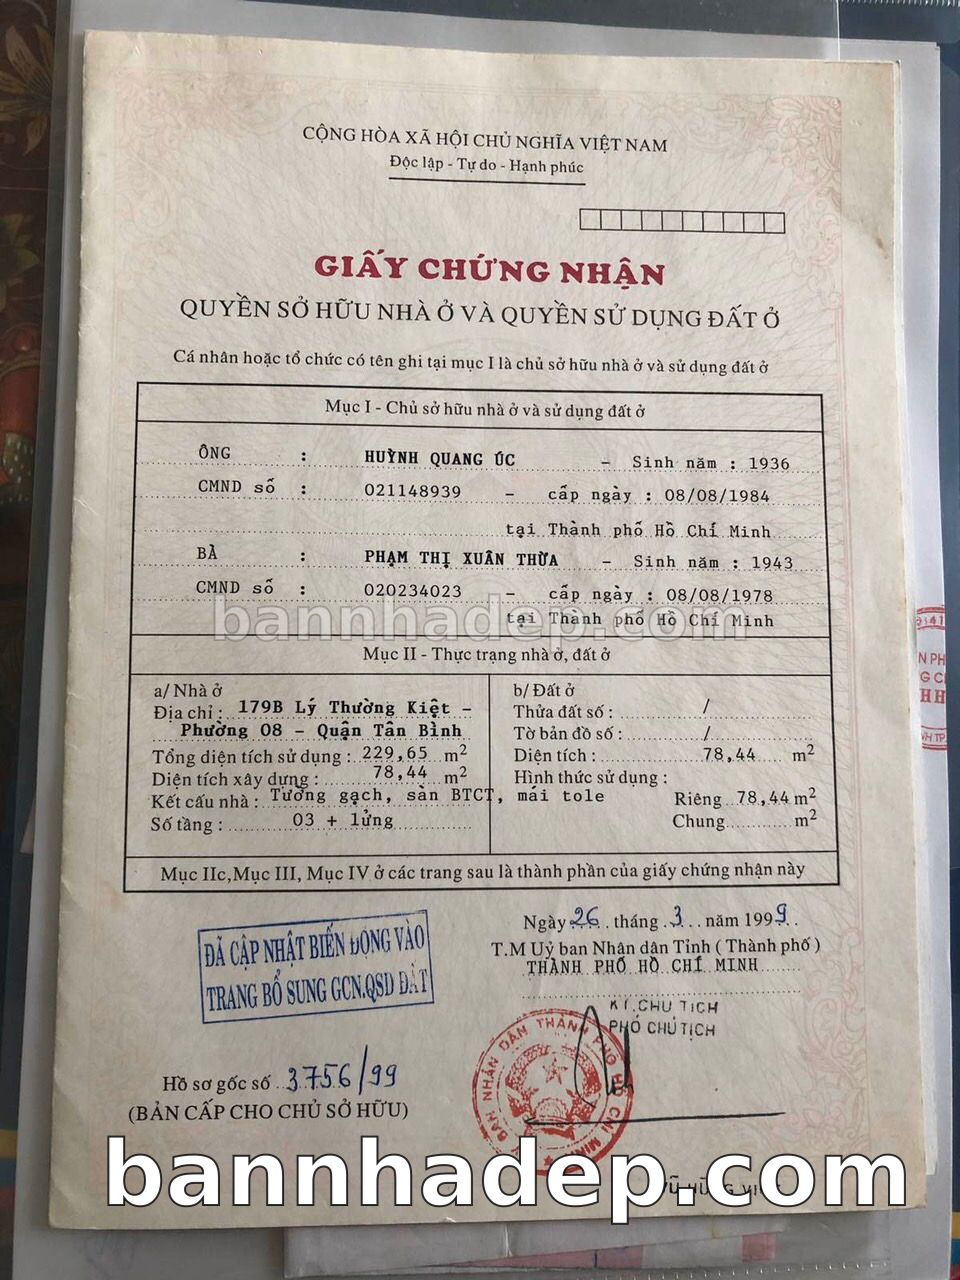 CỘNG HÒA XÃ HỘI CHỦ NGHĨA VIỆT NAM
Độc lập - Tự do - Hạnh phúc
GIẤY CHỨNG NHẬN
QUYỀN SỞ HỮU NHÀ Ở VÀ QUYỀN SỬ DỤNG ĐẤT Ở
Cá nhân hoặc tổ chức có tên ghi tại mục I là chủ sở hữu nhà ở và sử dụng đất ở
Mục I - Chủ sở hữu nhà ở và sử dụng đất ở
ÔNG : HUỲNH QUANG ÚC - Sinh năm : 1936
CMND số : 021148939 - cấp ngày : 08/08/1984
tại Thành phố Hồ Chí Minh
BÀ : PHẠM THỊ XUÂN THỪA - Sinh năm : 1943
CMND số : 020234023 - cấp ngày : 08/08/1978
tại Thành phố Hồ Chí Minh
bannhadep.com
Mục II - Thực trạng nhà ở, đất ở
a/ Nhà ở
Địa chỉ : 179B Lý Thường Kiệt -
Phường 08 - Quận Tân Bình
Tổng diện tích sử dụng : 229,65 m2
Diện tích xây dựng : 78,44 m2
Kết cấu nhà : Tường gạch, sàn BTCT, mái tole
Số tầng : 03 + 1ửng
b/ Đất ở
Thửa đất số : /
Tờ bản đồ số : /
Diện tích : 78,44 m2
Hình thức sử dụng :
Riêng 78,44 m2
Chung m2
Mục IIc,Mục III, Mục IV ở các trang sau là thành phần của giấy chứng nhận này
Ngày 26 tháng 3 năm 1999
T.M Uỷ ban Nhân dân Tỉnh ( Thành phố )
THÀNH PHỐ HỒ CHÍ MINH
KT.CHỦ TỊCH
PHÓ CHỦ TỊCH
ĐÃ CẬP NHẬT BIẾN ĐỘNG VÀO
TRANG BỔ SUNG GCN.QSD ĐẤT
BAN NHÂN DÂN THÀNH PHỐ HỒ CHÍ MINH
Hồ sơ gốc số 3756/99
(BẢN CẤP CHO CHỦ SỞ HỮU)
bannhadep.com